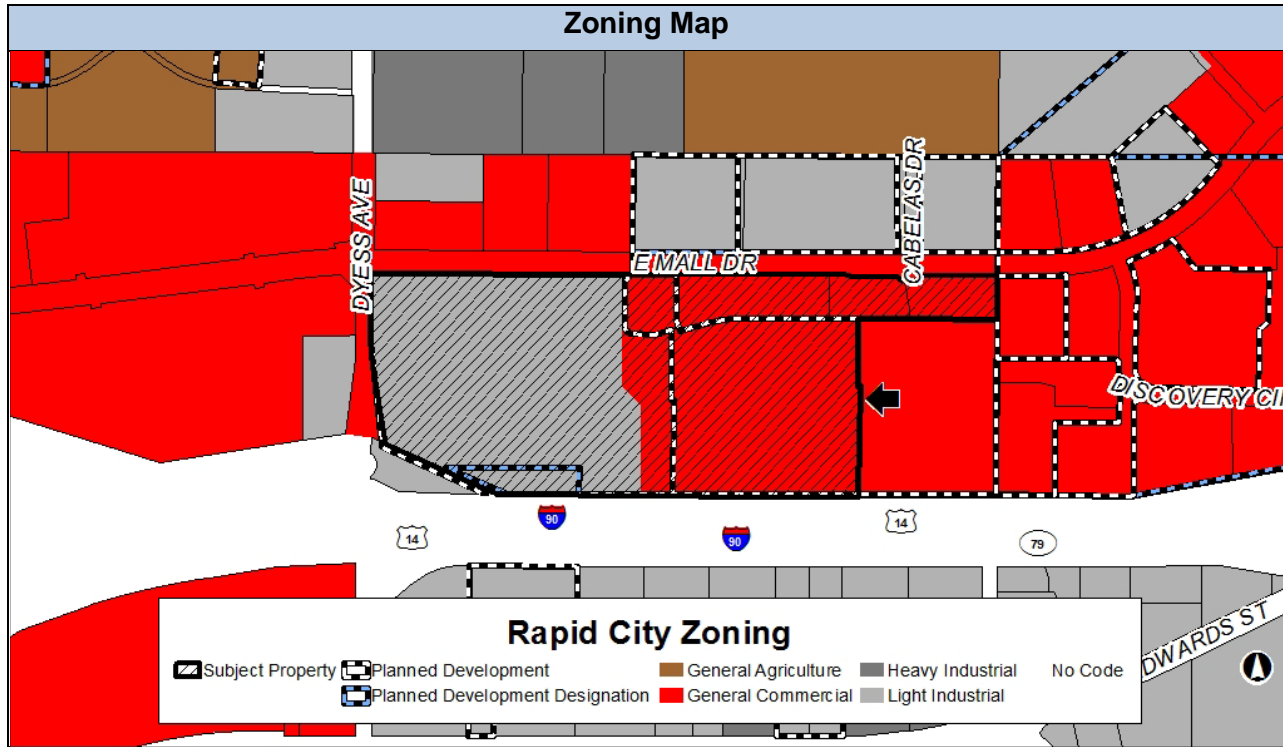 Zoning Map
CABELAS DR
DYESS AVE
E MALL DR
DISCOVERY CI
90
14
90
14
79
DWARDS ST
Rapid City Zoning
Subject Property
Planned Development
General Agriculture
Heavy Industrial
No Code
Planned Development Designation
General Commercial
Light Industrial